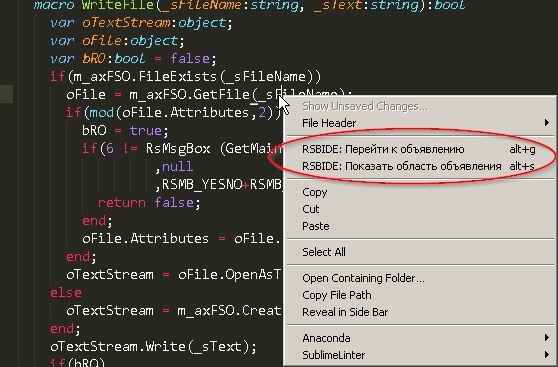 macro WriteFile(_sFileName:string, _sText:string):bool
var oTextStream:object;
var oFile:object;
var bRO:bool = false;
if(m_axFSO.FileExists(_sFileName))
oFile = m_axFSO.GetFile(_sFileName);
if(mod(oFile.Attributes,2))
bRO = true;
if(6 != RsMsgBox (GetMain
,null
,RSMB_YESNO+RSMB_
return false;
end;
oFile.Attributes = oFile.
end;
oTextStream = oFile.OpenAsT
else
oTextStream = m_axFSO.Creat
end;
oTextStream.Write(_sText);
if(bRO)
Show Unsaved Changes...
File Header
RSBIDE: Перейти к объявлению alt+g
RSBIDE: Показать область объявления alt+s
Copy
Cut
Paste
Select All
Open Containing Folder...
Copy File Path
Reveal in Side Bar
Anaconda
SublimeLinter